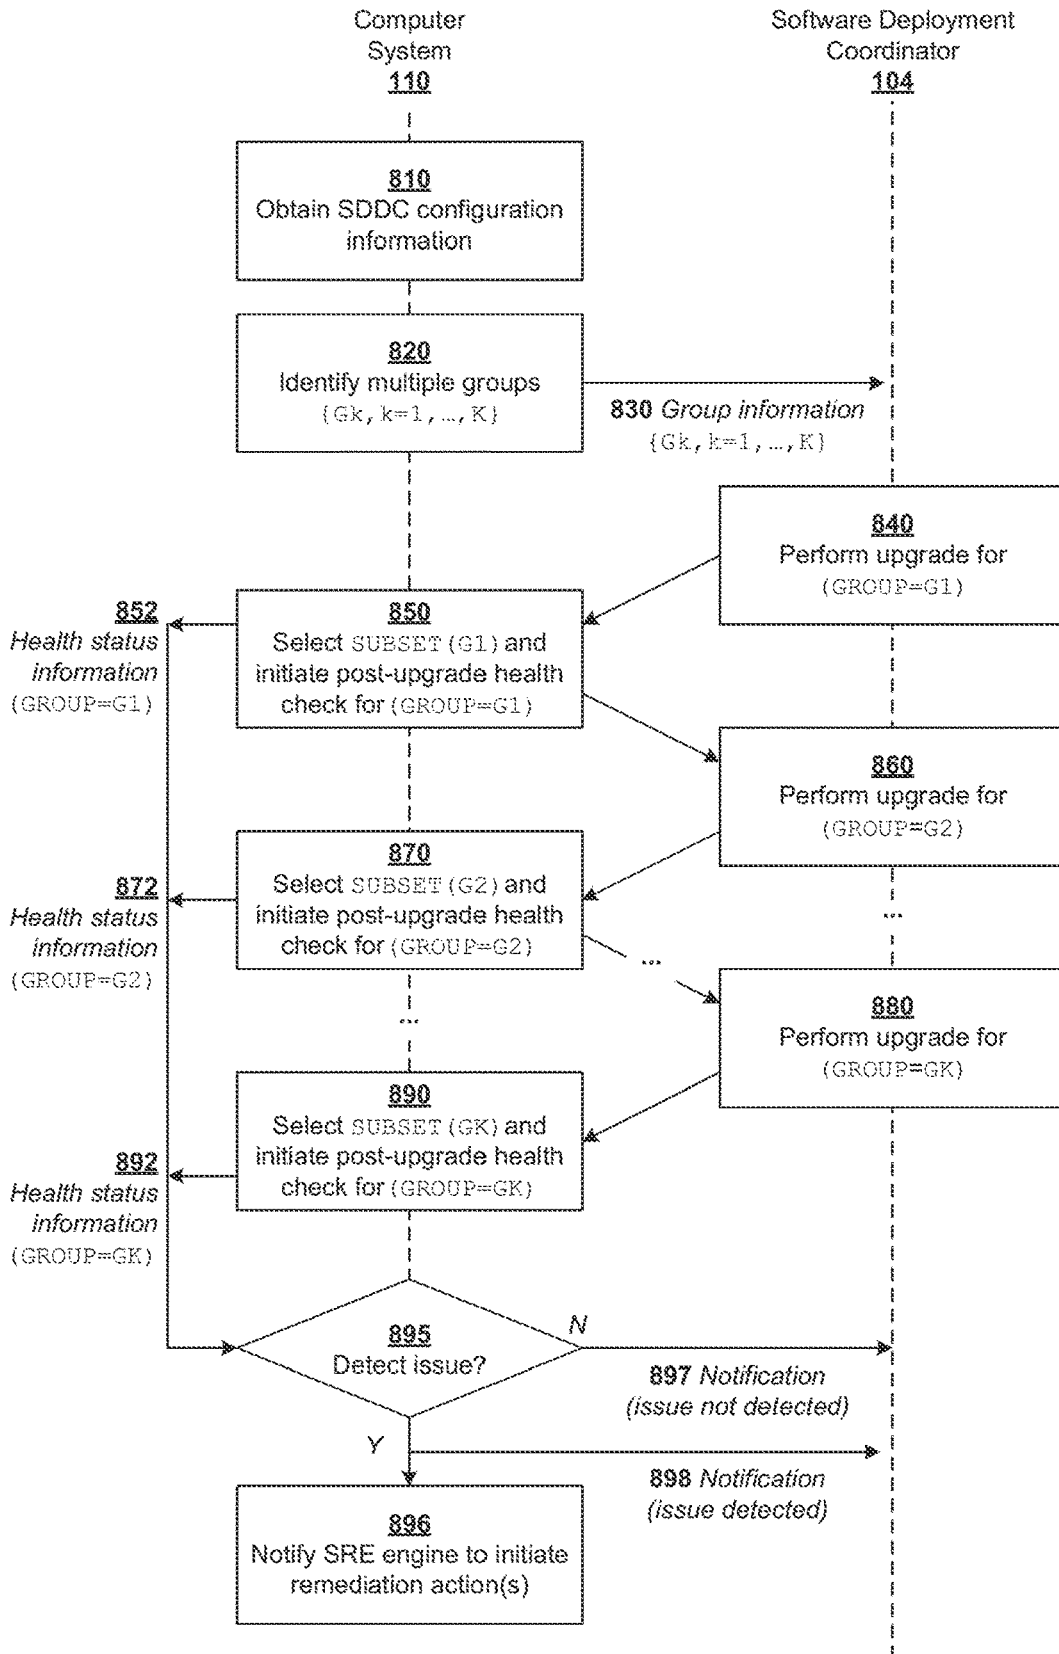 Computer
System
110
Software Deployment
Coordinator
104
810
Obtain SDDC configuration
information
820
Identify multiple groups
{Gk, k=1, …, K}
830 Group information
{Gk, k=1, …, K}
840
Perform upgrade for
(GROUP=G1)
852
Health status
information
(GROUP=G1)
850
Select SUBSET(G1) and
initiate post-upgrade health
check for (GROUP=G1)
860
Perform upgrade for
(GROUP=G2)
872
Health status
information
(GROUP=G2)
870
Select SUBSET(G2) and
initiate post-upgrade health
check for (GROUP=G2)
...
...
...
880
Perform upgrade for
(GROUP=GK)
892
Health status
information
(GROUP=GK)
890
Select SUBSET(GK) and
initiate post-upgrade health
check for (GROUP=GK)
895
Detect issue?
N
897 Notification
(issue not detected)
Y
898 Notification
(issue detected)
896
Notify SRE engine to initiate
remediation action(s)